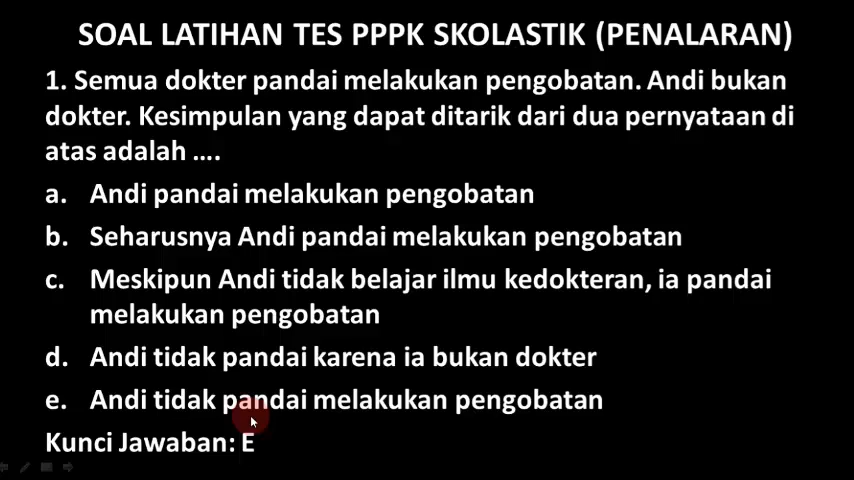 SOAL LATIHAN TES PPPK SKOLASTIK (PENALARAN)
1. Semua dokter pandai melakukan pengobatan. Andi bukan
dokter. Kesimpulan yang dapat ditarik dari dua pernyataan di
atas adalah ....
a. Andi pandai melakukan pengobatan
b. Seharusnya Andi pandai melakukan pengobatan
c. Meskipun Andi tidak belajar ilmu kedokteran, ia pandai
melakukan pengobatan
d. Andi tidak pandai karena ia bukan dokter
e. Andi tidak pandai melakukan pengobatan
Kunci Jawaban: E